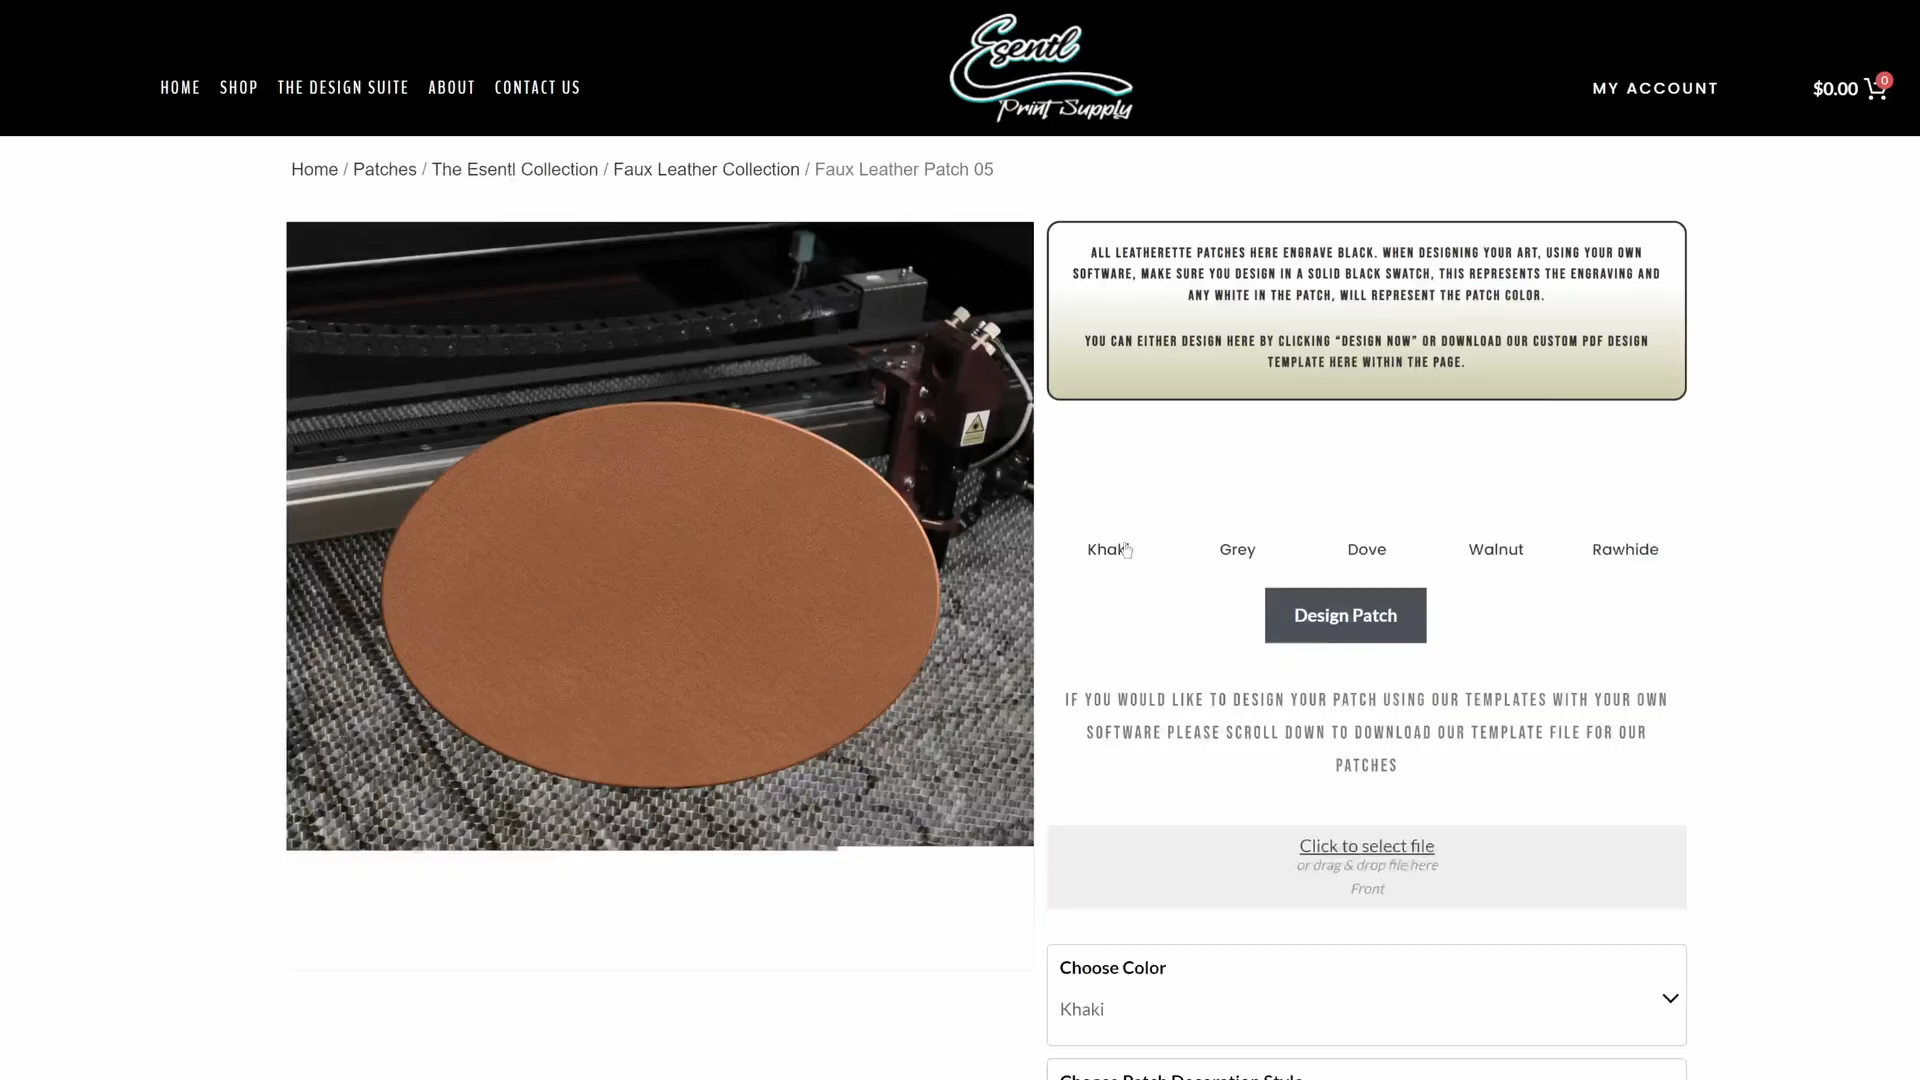 HOME SHOP THE DESIGN SUITE ABOUT CONTACT US
Esentl
Print Supply
MY ACCOUNT
$0.00 0
Home / Patches / The Esentl Collection / Faux Leather Collection / Faux Leather Patch 05
ALL LEATHERETTE PATCHES HERE ENGRAVE BLACK. WHEN DESIGNING YOUR ART, USING YOUR OWN
SOFTWARE, MAKE SURE YOU DESIGN IN A SOLID BLACK SWATCH, THIS REPRESENTS THE ENGRAVING AND
ANY WHITE IN THE PATCH, WILL REPRESENT THE PATCH COLOR.
YOU CAN EITHER DESIGN HERE BY CLICKING “DESIGN NOW” OR DOWNLOAD OUR CUSTOM PDF DESIGN
TEMPLATE HERE WITHIN THE PAGE.
Khaki Grey Dove Walnut Rawhide
Design Patch
IF YOU WOULD LIKE TO DESIGN YOUR PATCH USING OUR TEMPLATES WITH YOUR OWN
SOFTWARE PLEASE SCROLL DOWN TO DOWNLOAD OUR TEMPLATE FILE FOR OUR
PATCHES
Click to select file
or drag & drop file here
Front
Choose Color
Khaki
Choose Patch Decoration Style